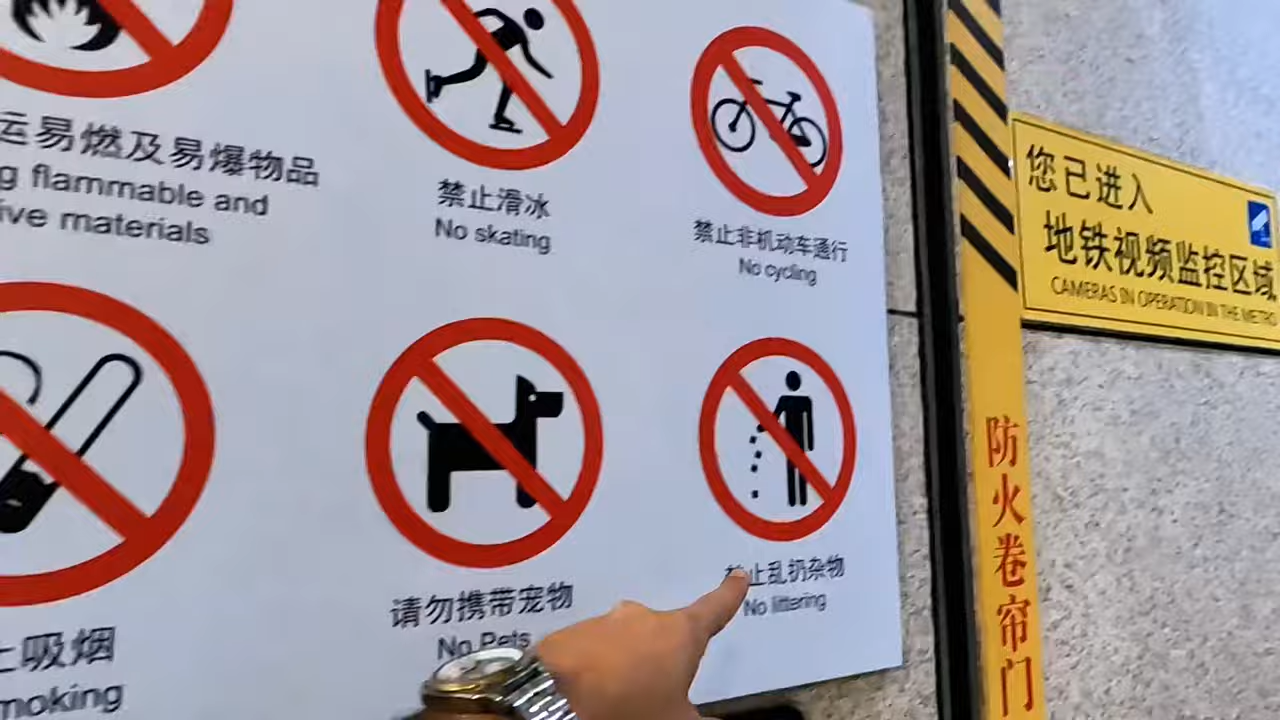 运易燃及易爆物品
g flammable and
ive materials
禁止滑冰
No skating
禁止非机动车通行
No cycling
止吸烟
moking
请勿携带宠物
No Pets
禁止乱扔杂物
No littering
您已进入
地铁视频监控区域
CAMERAS IN OPERATION IN THE METRO
防火卷帘门